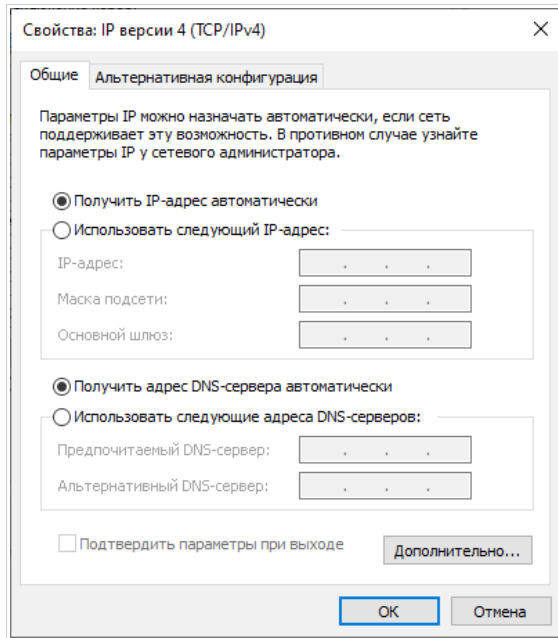 Свойства: IP версии 4 (TCP/IPv4)
Общие
Альтернативная конфигурация
Параметры IP можно назначать автоматически, если сеть
поддерживает эту возможность. В противном случае узнайте
параметры IP у сетевого администратора.
Получить IP-адрес автоматически
Использовать следующий IP-адрес:
IP-адрес:
Маска подсети:
Основной шлюз:
Получить адрес DNS-сервера автоматически
Использовать следующие адреса DNS-серверов:
Предпочитаемый DNS-сервер:
Альтернативный DNS-сервер:
Подтвердить параметры при выходе
Дополнительно...
ОК
Отмена